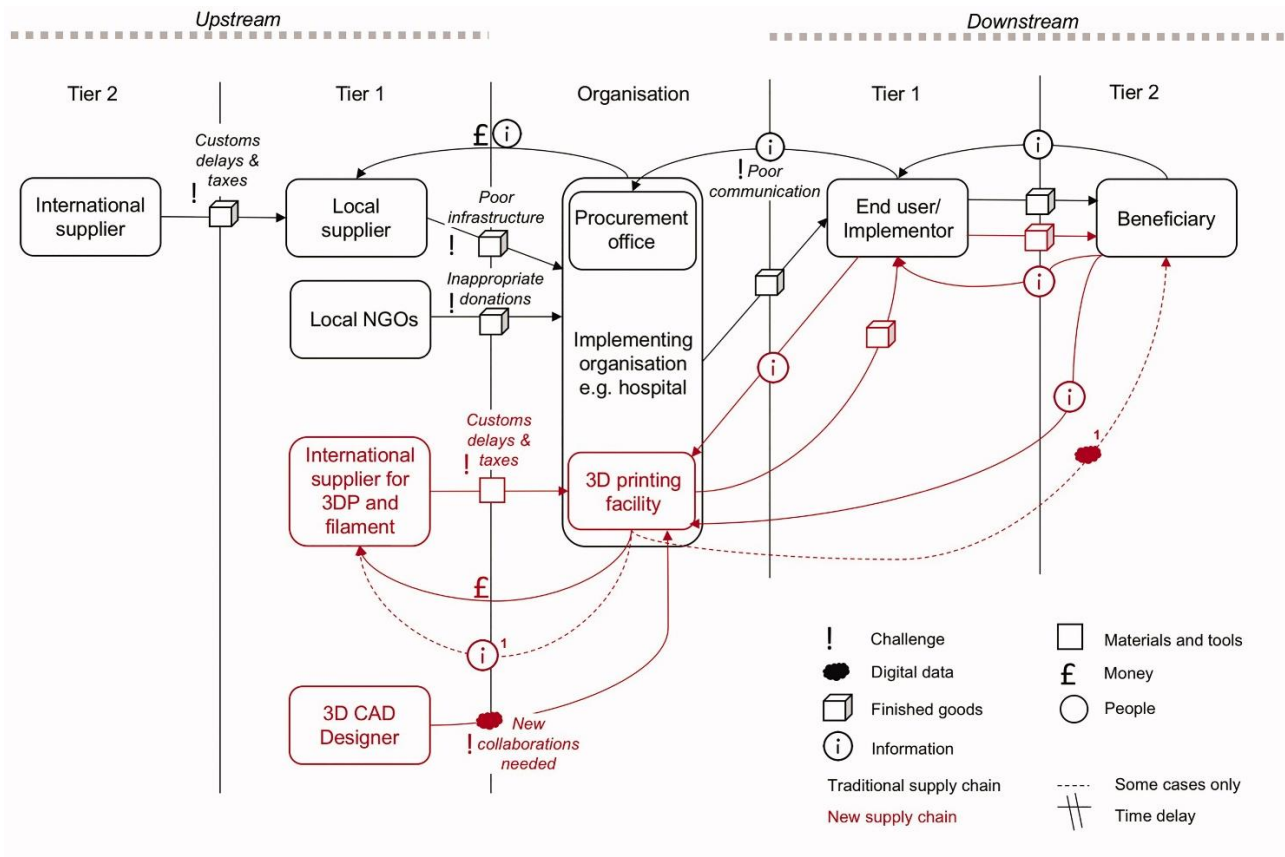 Upstream
Downstream
Tier 2
Tier 1
Organisation
Tier 1
Tier 2
Customs
delays &
taxes
!
£
i
i
i
! Poor
communication
International
supplier
Local
supplier
Poor
infrastructure
!
Procurement
office
End user/
Implementor
Beneficiary
Inappropriate
donations
!
Local NGOs
i
Implementing
organisation
e.g. hospital
i
i
Customs
delays &
taxes
!
International
supplier for
3DP and
filament
3D printing
facility
1
£
i
1
3D CAD
Designer
! New
collaborations
needed
! Challenge
Digital data
Finished goods
i Information
Materials and tools
£ Money
People
Traditional supply chain
New supply chain
Some cases only
Time delay